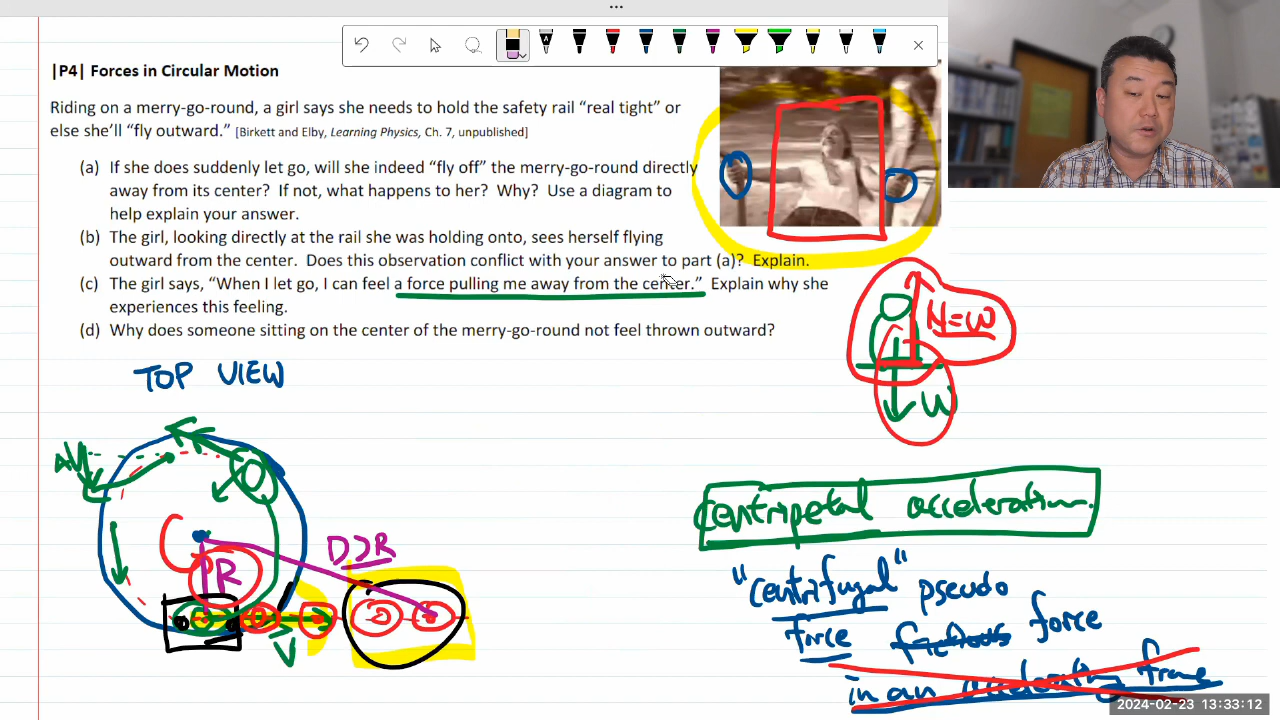 |P4| Forces in Circular Motion
Riding on a merry-go-round, a girl says she needs to hold the safety rail “real tight” or
else she’ll “fly outward.” [Birkett and Elby, Learning Physics, Ch. 7, unpublished]
(a) If she does suddenly let go, will she indeed “fly off” the merry-go-round directly
away from its center? If not, what happens to her? Why? Use a diagram to
help explain your answer.
(b) The girl, looking directly at the rail she was holding onto, sees herself flying
outward from the center. Does this observation conflict with your answer to part (a)? Explain.
(c) The girl says, “When I let go, I can feel a force pulling me away from the center.” Explain why she
experiences this feeling.
(d) Why does someone sitting on the center of the merry-go-round not feel thrown outward?
N=W
W
TOP VIEW
ΔV
D>R
R
V
centripetal acceleration.
“centrifugal” pseudo
force force
in an accelerating frame
2024-02-23 13:33:12